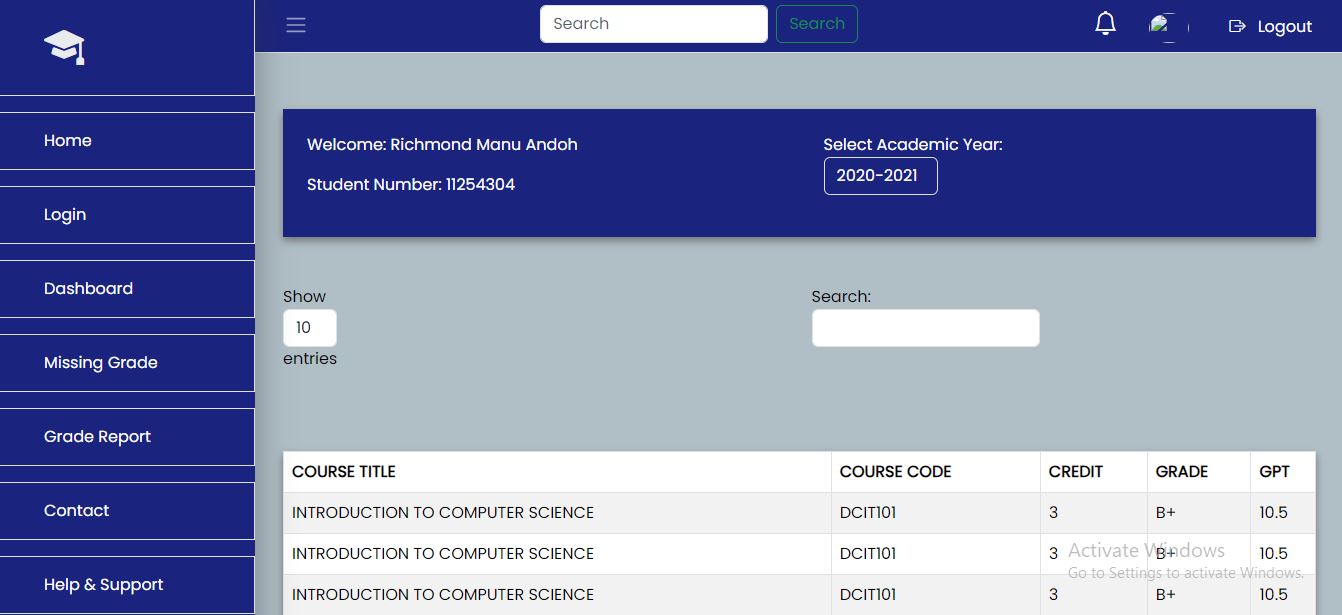 Search
Search
Logout
Home
Login
Dashboard
Missing Grade
Grade Report
Contact
Help & Support
Welcome: Richmond Manu Andoh
Student Number: 11254304
Select Academic Year:
2020-2021
Show
10
entries
Search:
COURSE TITLE COURSE CODE CREDIT GRADE GPT
INTRODUCTION TO COMPUTER SCIENCE DCIT101 3 B+ 10.5
INTRODUCTION TO COMPUTER SCIENCE DCIT101 3 B+ 10.5
INTRODUCTION TO COMPUTER SCIENCE DCIT101 3 B+ 10.5
Activate Windows
Go to Settings to activate Windows.